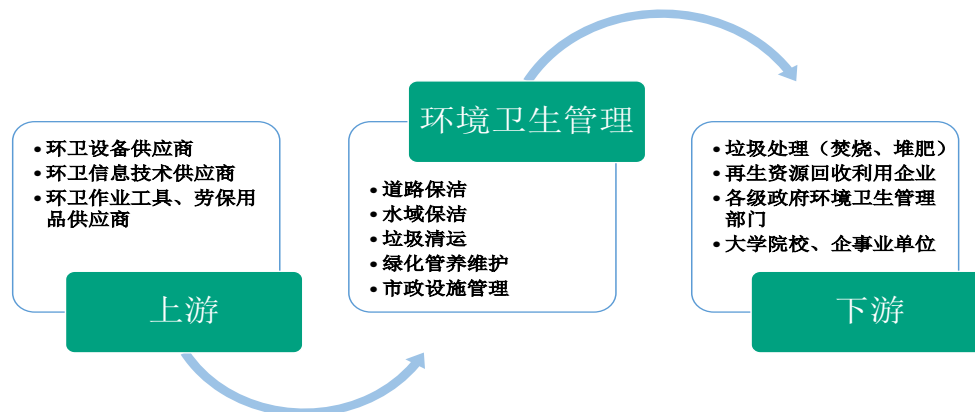 • 环卫设备供应商
• 环卫信息技术供应商
• 环卫作业工具、劳保用
品供应商
上游
环境卫生管理
• 道路保洁
• 水域保洁
• 垃圾清运
• 绿化管养维护
• 市政设施管理
• 垃圾处理（焚烧、堆肥）
• 再生资源回收利用企业
• 各级政府环境卫生管理
部门
• 大学院校、企事业单位
下游